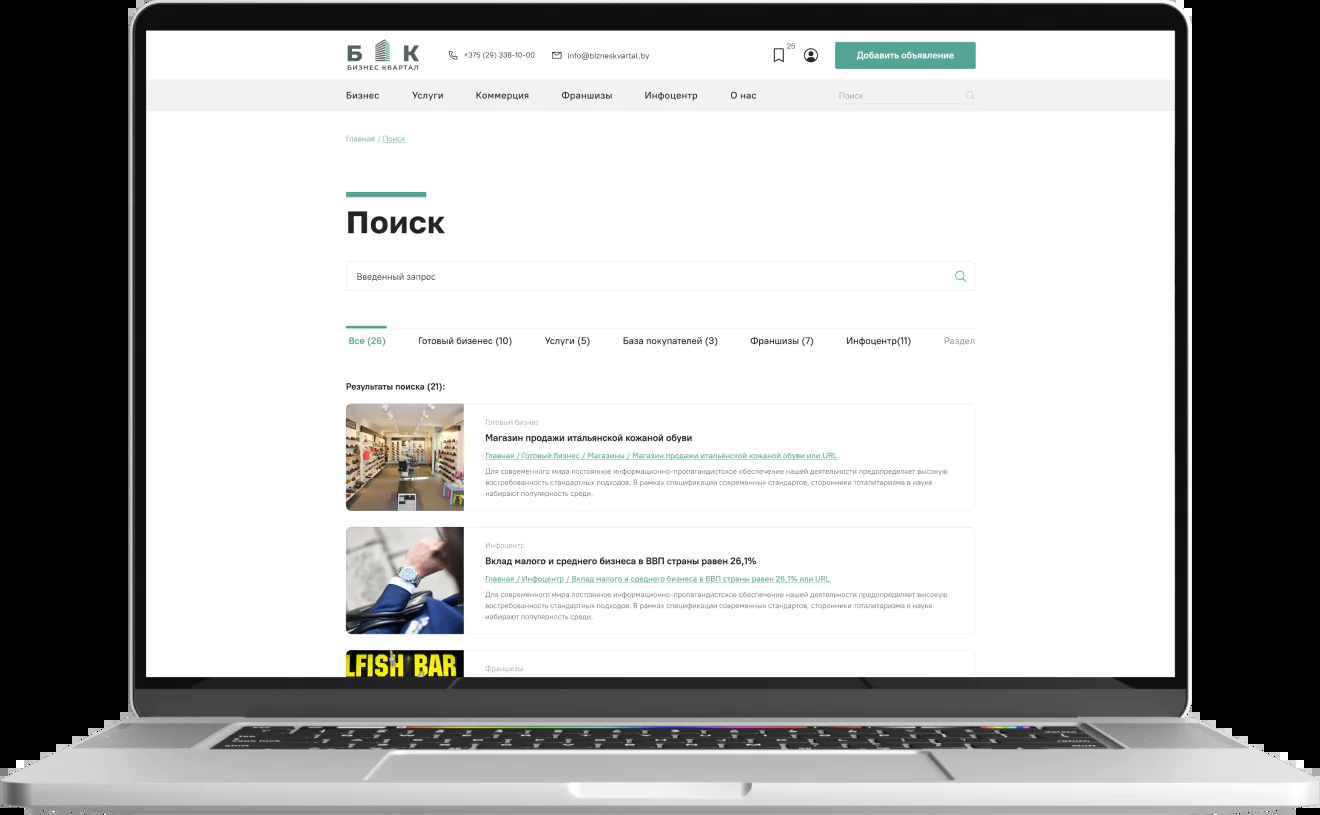 Б К
БИЗНЕС КВАРТАЛ
+375 (29) 338-10-00
info@bizneskvartal.by
25
Добавить объявление
Бизнес Услуги Коммерция Франшизы Инфоцентр О нас Поиск
Главная / Поиск
Поиск
Введенный запрос
Все (26) Готовый бизенес (10) Услуги (5) База покупателей (3) Франшизы (7) Инфоцентр(11) Раздел
Результаты поиска (21):
Готовый бизнес
Магазин продажи итальянской кожаной обуви
Главная / Готовый бизнес / Магазины / Магазин продажи итальянской кожаной обуви или URL
Для современного мира постоянное информационно-пропагандистское обеспечение нашей деятельности предопределяет высокую
востребованность стандартных подходов. В рамках спецификации современных стандартов, сторонники тоталитаризма в науке
набирают популярность среди.
Инфоцентр
Вклад малого и среднего бизнеса в ВВП страны равен 26,1%
Главная / Инфоцентр / Вклад малого и среднего бизнеса в ВВП страны равен 26,1% или URL
Для современного мира постоянное информационно-пропагандистское обеспечение нашей деятельности предопределяет высокую
востребованность стандартных подходов. В рамках спецификации современных стандартов, сторонники тоталитаризма в науке
набирают популярность среди.
LFISH BAR
Франшизы